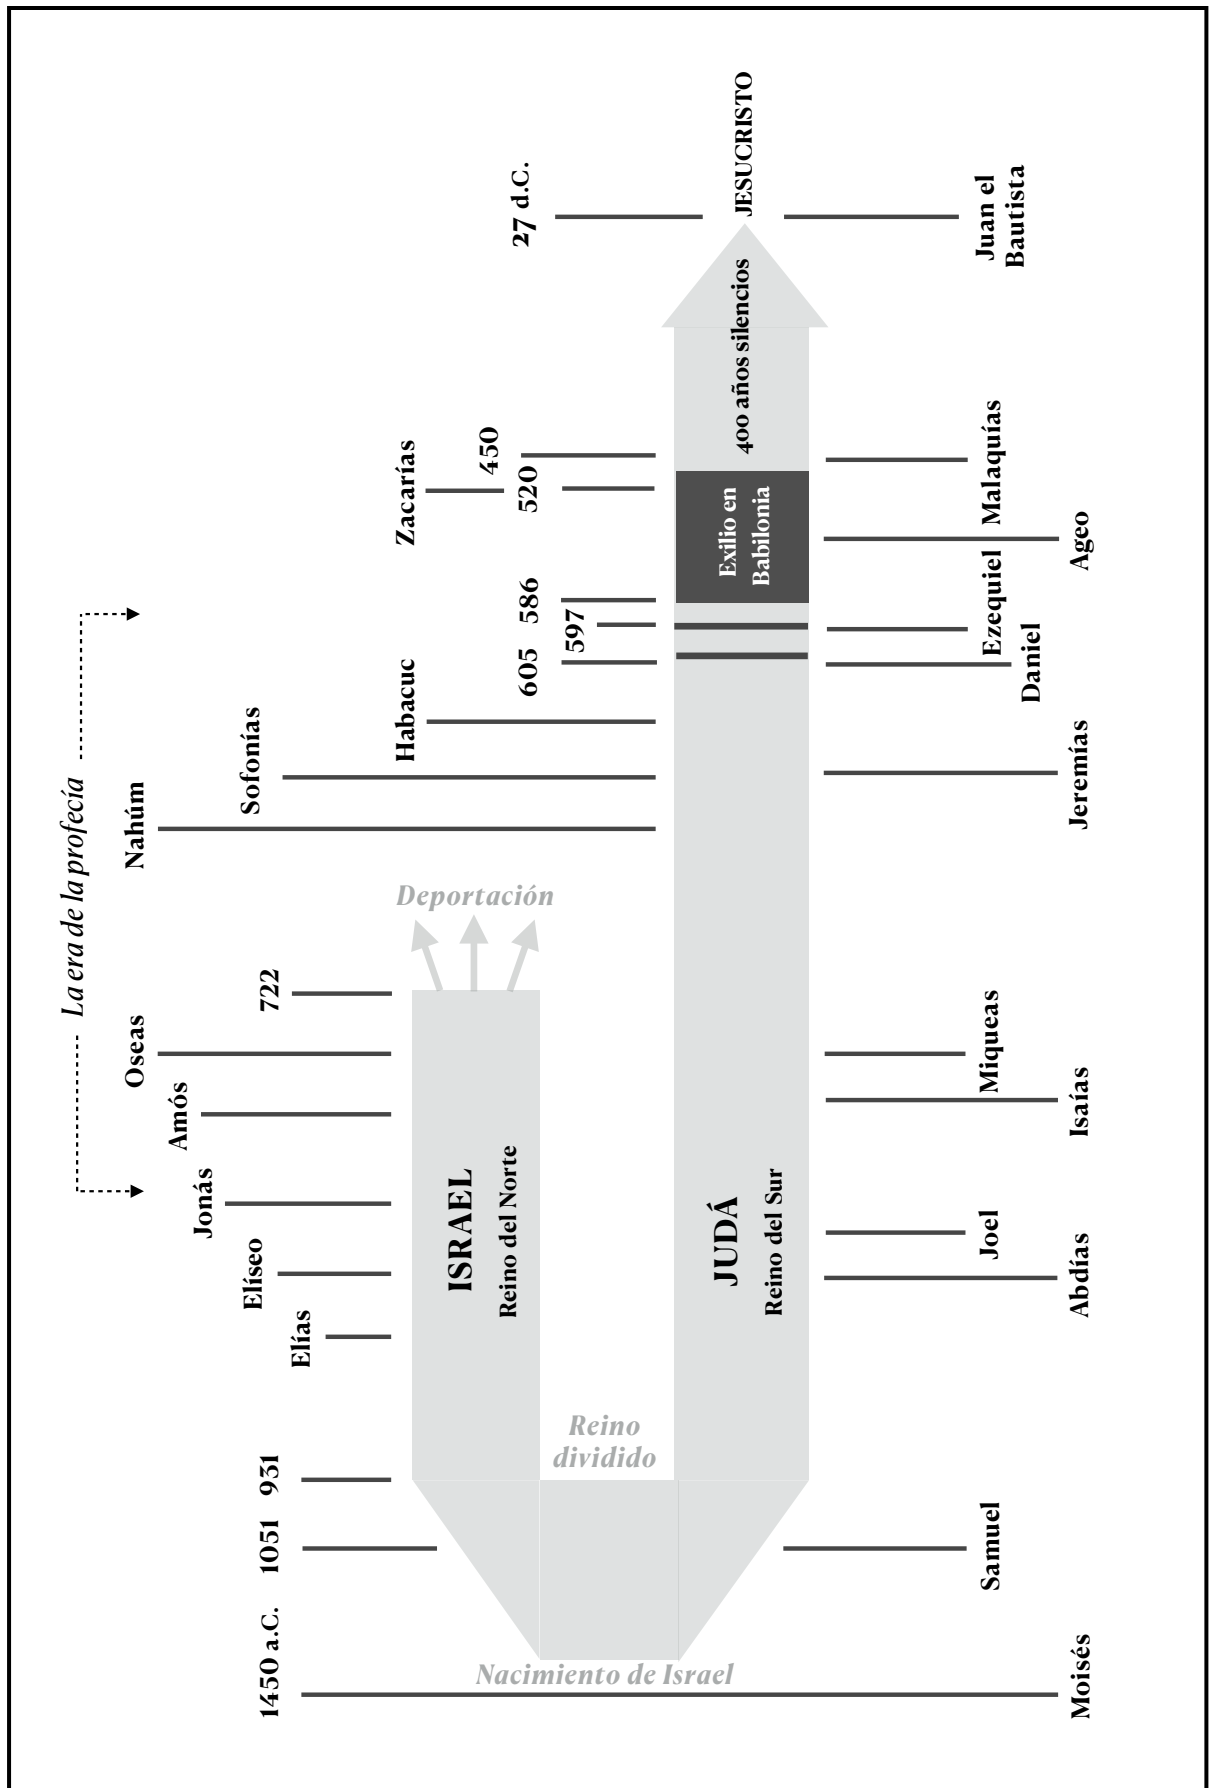 La era de la profecía
Nahúm
Oseas
Amós
Jonás
Sofonías
Elíseo
Elías
722
931
1051
1450 a.C.
Zacarías
Habacuc
450
520
586
597
605
27 d.C.
Deportación
ISRAEL
Reino del Norte
Reino
dividido
Nacimiento de Israel
JESUCRISTO
400 años silencios
Exilio en
Babilonia
JUDÁ
Reino del Sur
Juan el
Bautista
Malaquías
Ageo
Ezequiel
Daniel
Jeremías
Miqueas
Isaías
Joel
Abdías
Samuel
Moisés